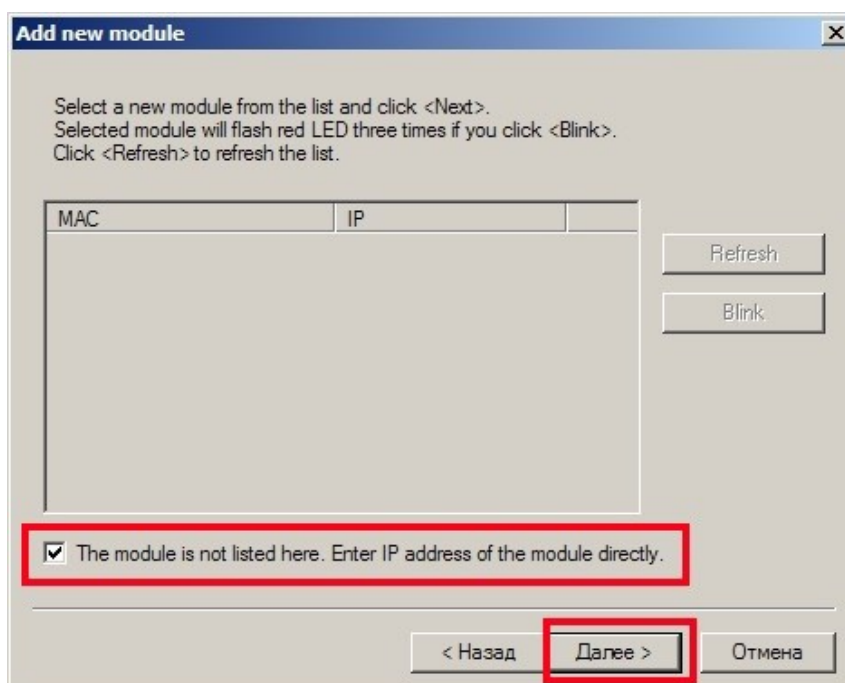 Add new module
Select a new module from the list and click <Next>.
Selected module will flash red LED three times if you click <Blink>.
Click <Refresh> to refresh the list.
MAC IP
Refresh
Blink
The module is not listed here. Enter IP address of the module directly.
< Назад Далее > Отмена